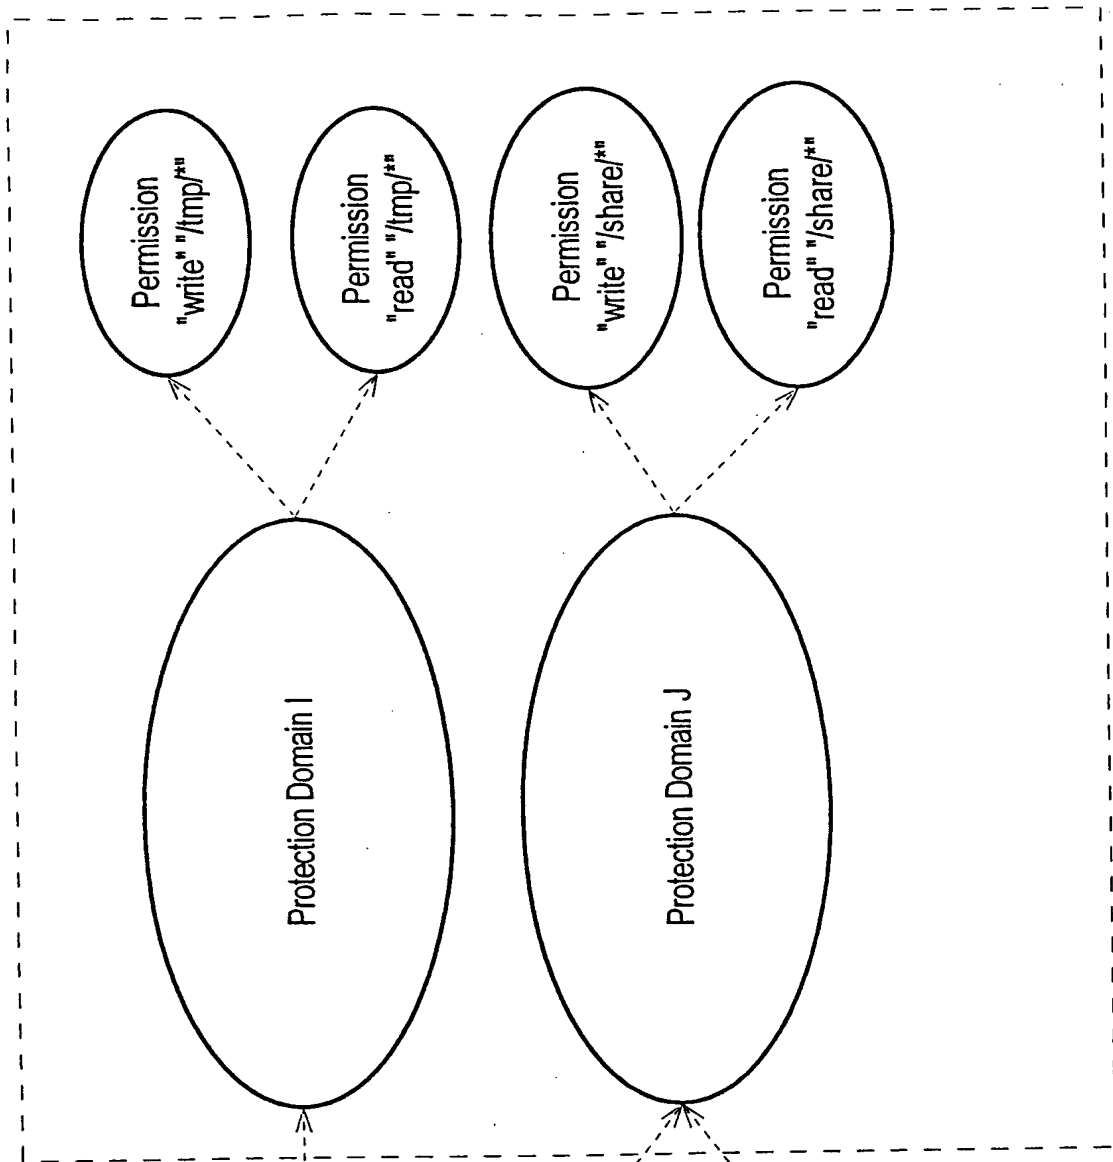 Permission
"write" "/tmp/*"
Permission
"read" "/tmp/*"
Permission
"write" "/share/*"
Permission
"read" "/share/*"
Protection Domain I
Protection Domain J